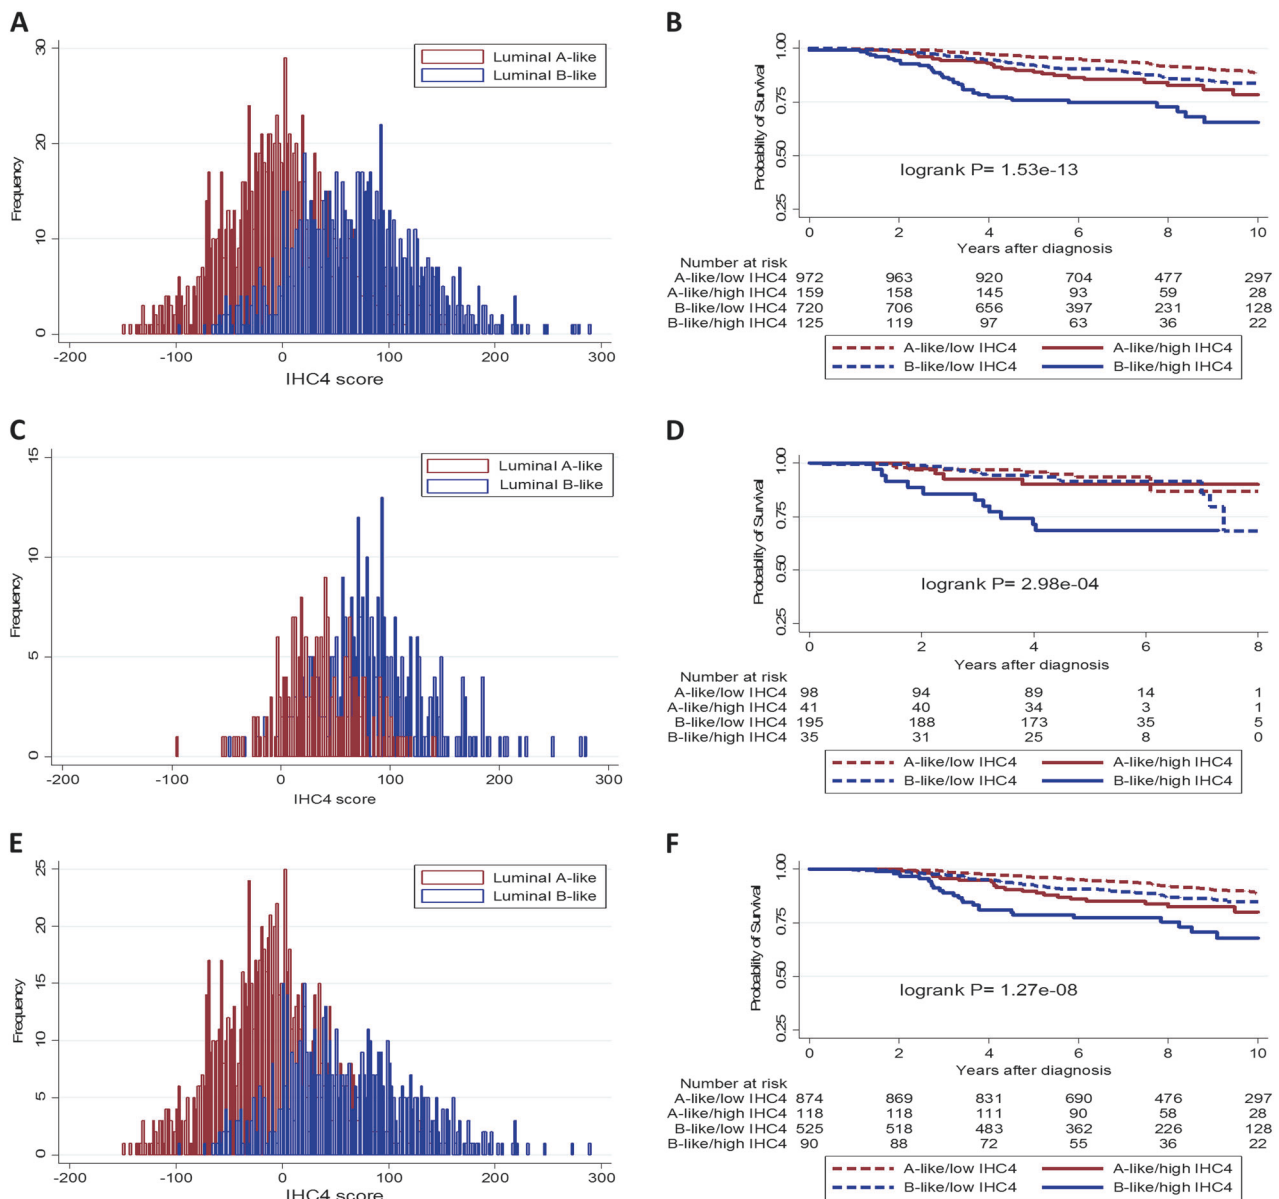 A
Luminal A-like
Luminal B-like
Frequency
30
20
10
0
-200 -100 0 100 200 300
IHC4 score
B
Probablity of Survival
1.00
0.75
0.50
0.25
logrank P= 1.53e-13
0 2 4 6 8 10
Years after diagnosis
Number at risk
A-like/low IHC4 972 963 920 704 477 297
A-like/high IHC4 159 158 145 93 59 28
B-like/low IHC4 720 706 656 397 231 128
B-like/high IHC4 125 119 97 63 36 22
A-like/low IHC4 A-like/high IHC4
B-like/low IHC4 B-like/high IHC4
C
Luminal A-like
Luminal B-like
Frequency
15
10
5
0
-200 -100 0 100 200 300
IHC4 score
D
Probablity of Survival
1.00
0.75
0.50
0.25
logrank P= 2.98e-04
0 2 4 6 8
Years after diagnosis
Number at risk
A-like/low IHC4 98 94 89 14 1
A-like/high IHC4 41 40 34 3 1
B-like/low IHC4 195 188 173 35 5
B-like/high IHC4 35 31 25 8 0
A-like/low IHC4 A-like/high IHC4
B-like/low IHC4 B-like/high IHC4
E
Luminal A-like
Luminal B-like
Frequency
25
20
15
10
5
0
-200 -100 0 100 200 300
IHC4 score
F
Probablity of Survival
1.00
0.75
0.50
0.25
logrank P= 1.27e-08
0 2 4 6 8 10
Years after diagnosis
Number at risk
A-like/low IHC4 874 869 831 690 476 297
A-like/high IHC4 118 118 111 90 58 28
B-like/low IHC4 525 518 483 362 226 128
B-like/high IHC4 90 88 72 55 36 22
A-like/low IHC4 A-like/high IHC4
B-like/low IHC4 B-like/high IHC4